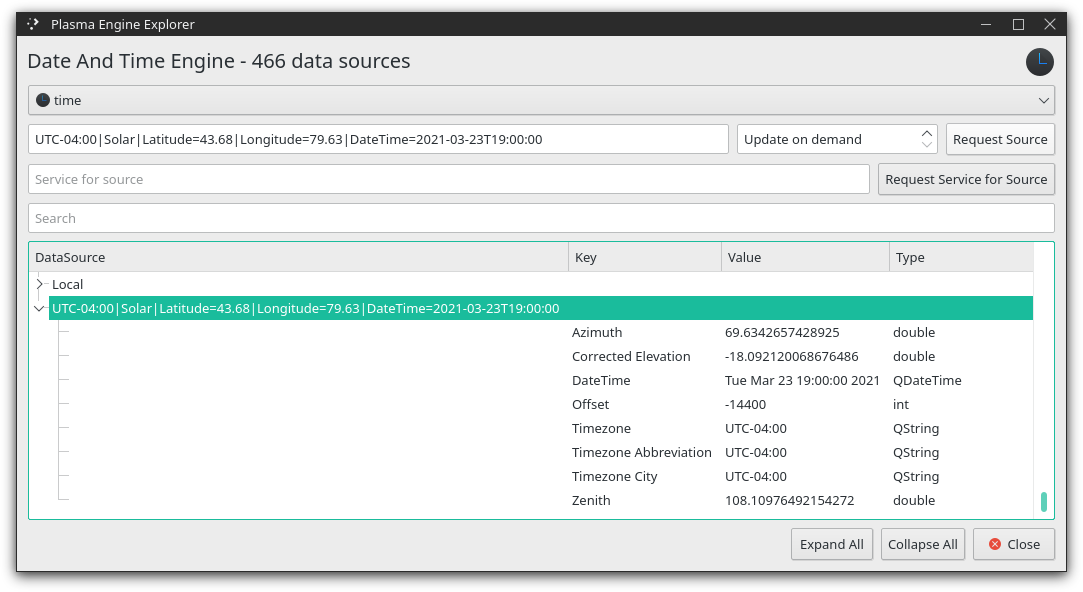 Plasma Engine Explorer
Date And Time Engine - 466 data sources
time
UTC-04:00|Solar|Latitude=43.68|Longitude=79.63|DateTime=2021-03-23T19:00:00 Update on demand Request Source
Service for source Request Service for Source
Search
DataSource Key Value Type
Local
UTC-04:00|Solar|Latitude=43.68|Longitude=79.63|DateTime=2021-03-23T19:00:00
Azimuth 69.6342657428925 double
Corrected Elevation -18.092120068676486 double
DateTime Tue Mar 23 19:00:00 2021 QDateTime
Offset -14400 int
Timezone UTC-04:00 QString
Timezone Abbreviation UTC-04:00 QString
Timezone City UTC-04:00 QString
Zenith 108.10976492154272 double
Expand All Collapse All Close